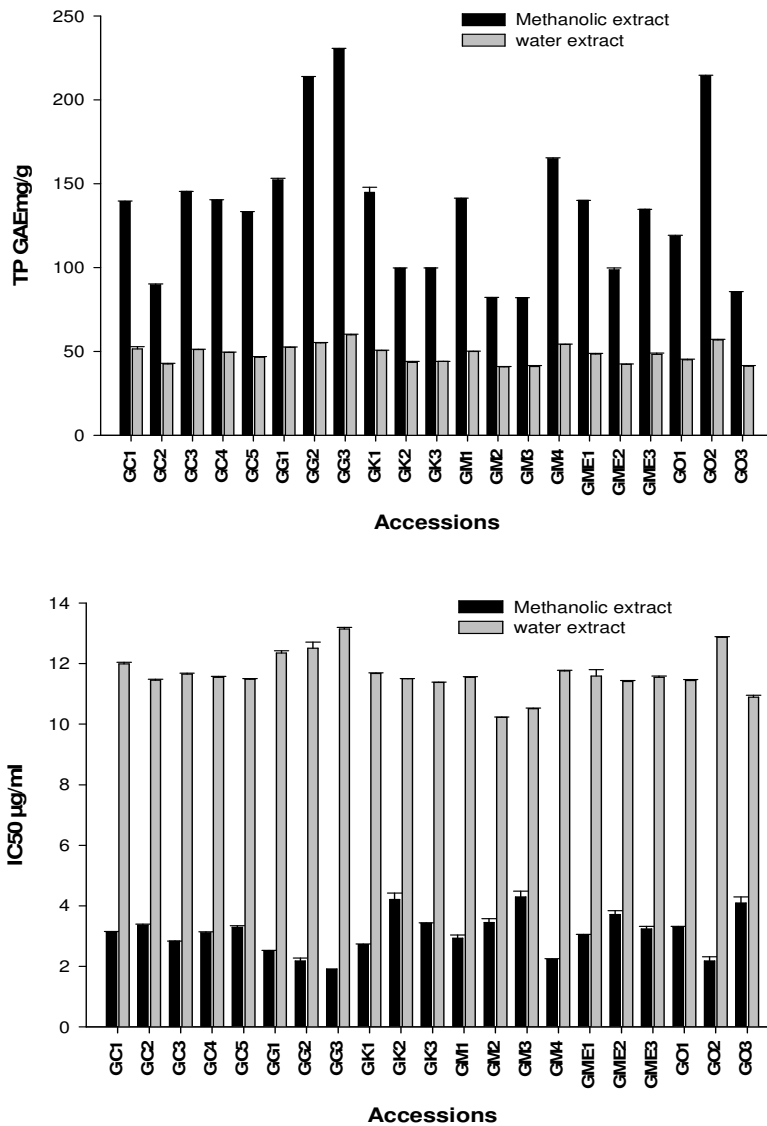 Methanolic extract
water extract
250
200
150
100
50
0
TP GAEmg/g
GC1 GC2 GC3 GC4 GC5 GG1 GG2 GG3 GK1 GK2 GK3 GM1 GM2 GM3 GM4 GME1 GME2 GME3 GO1 GO2 GO3
Accessions
Methanolic extract
water extract
14
12
10
8
6
4
2
0
IC50 µg/ml
GC1 GC2 GC3 GC4 GC5 GG1 GG2 GG3 GK1 GK2 GK3 GM1 GM2 GM3 GM4 GME1 GME2 GME3 GO1 GO2 GO3
Accessions